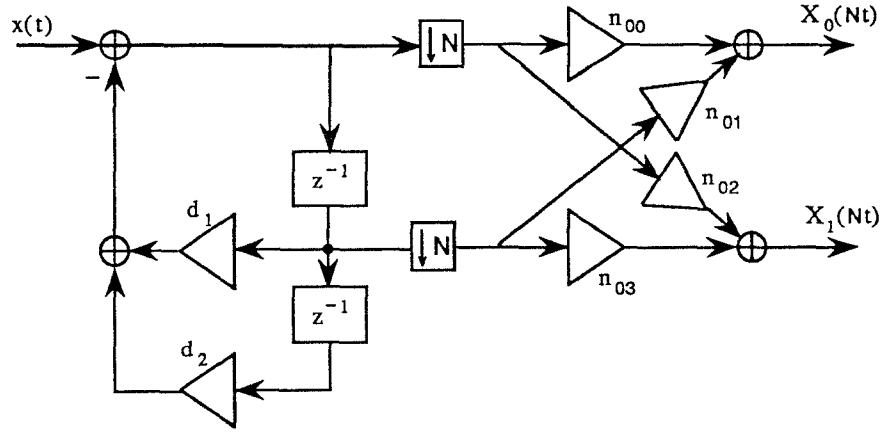 x(t)
↓N
n₀₀
X₀(Nt)
−
n₀₁
z⁻¹
n₀₂
d₁
↓N
X₁(Nt)
n₀₃
z⁻¹
d₂